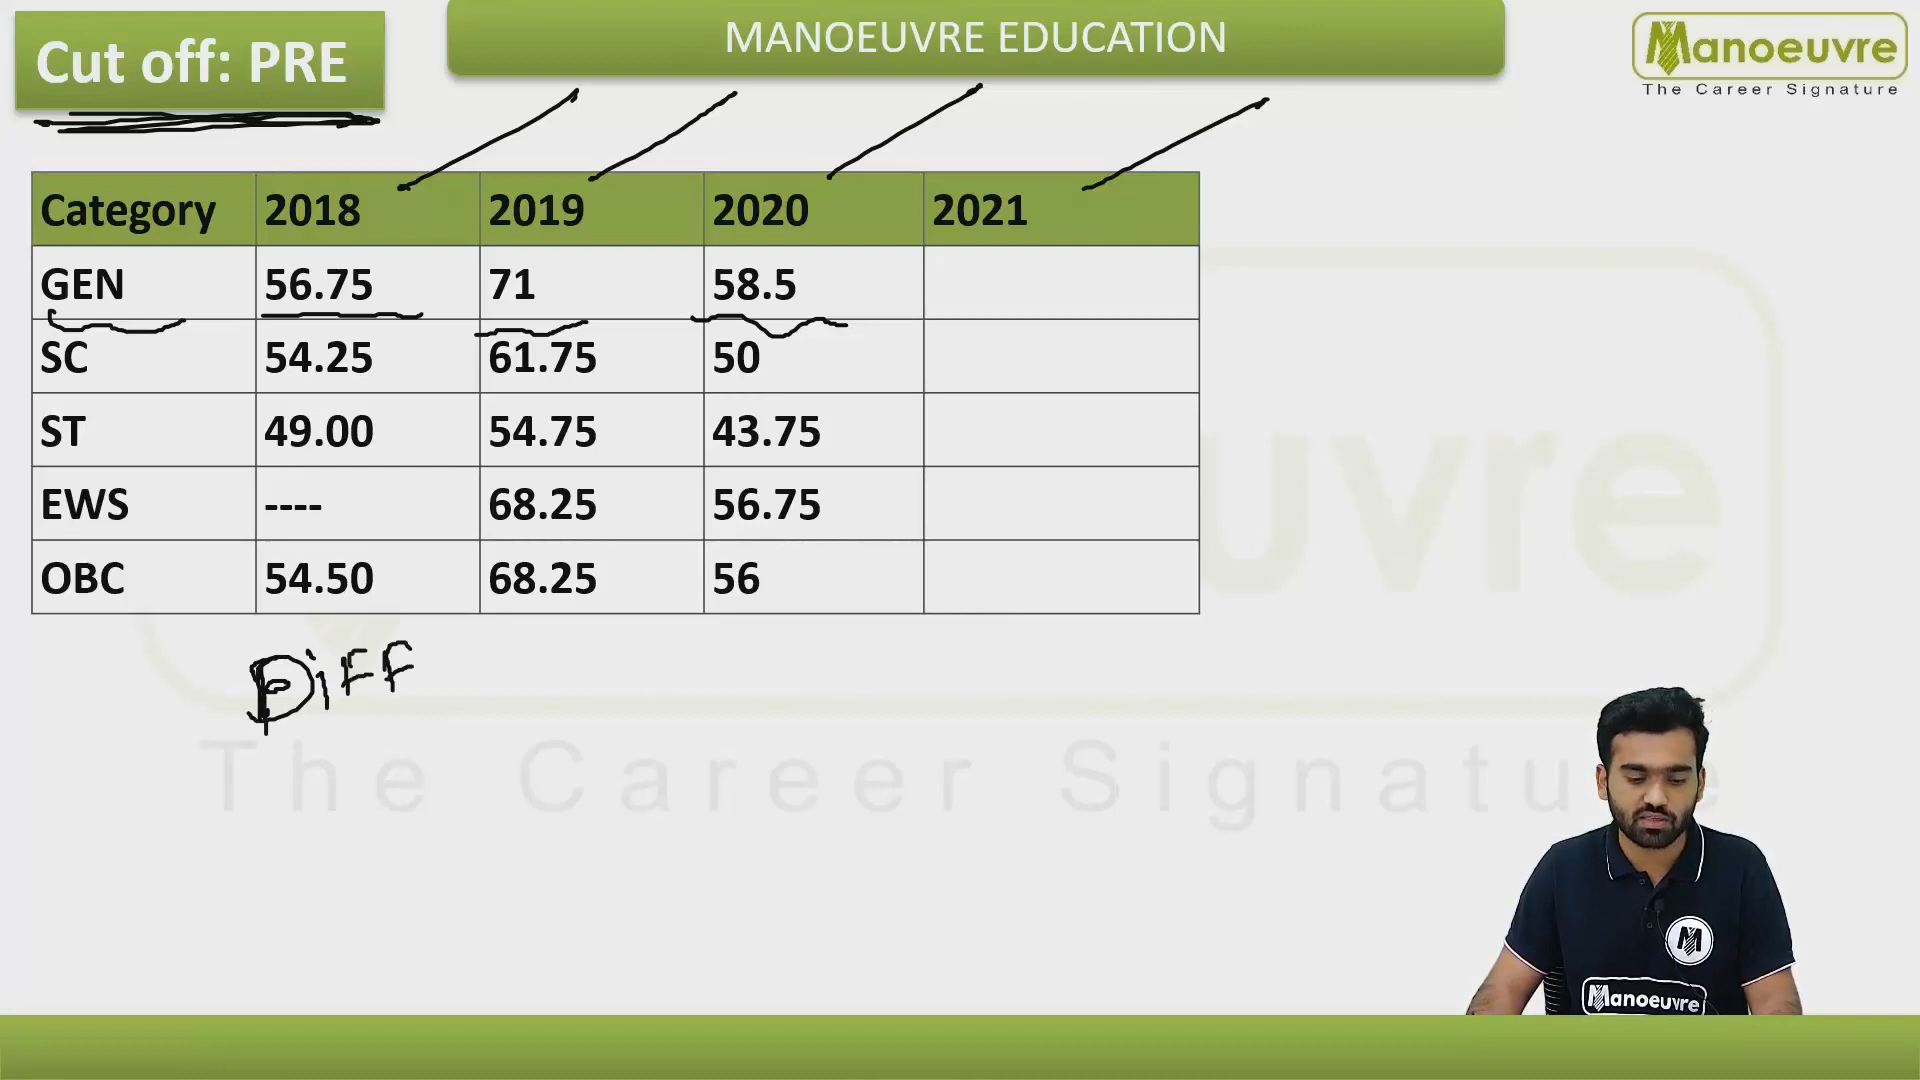 Cut off: PRE
MANOEUVRE EDUCATION
Manoeuvre
The Career Signature
Category 2018 2019 2020 2021
GEN 56.75 71 58.5
SC 54.25 61.75 50
ST 49.00 54.75 43.75
EWS ---- 68.25 56.75
OBC 54.50 68.25 56
DiFF
uvre
The Career Signature
M
Manoeuvre